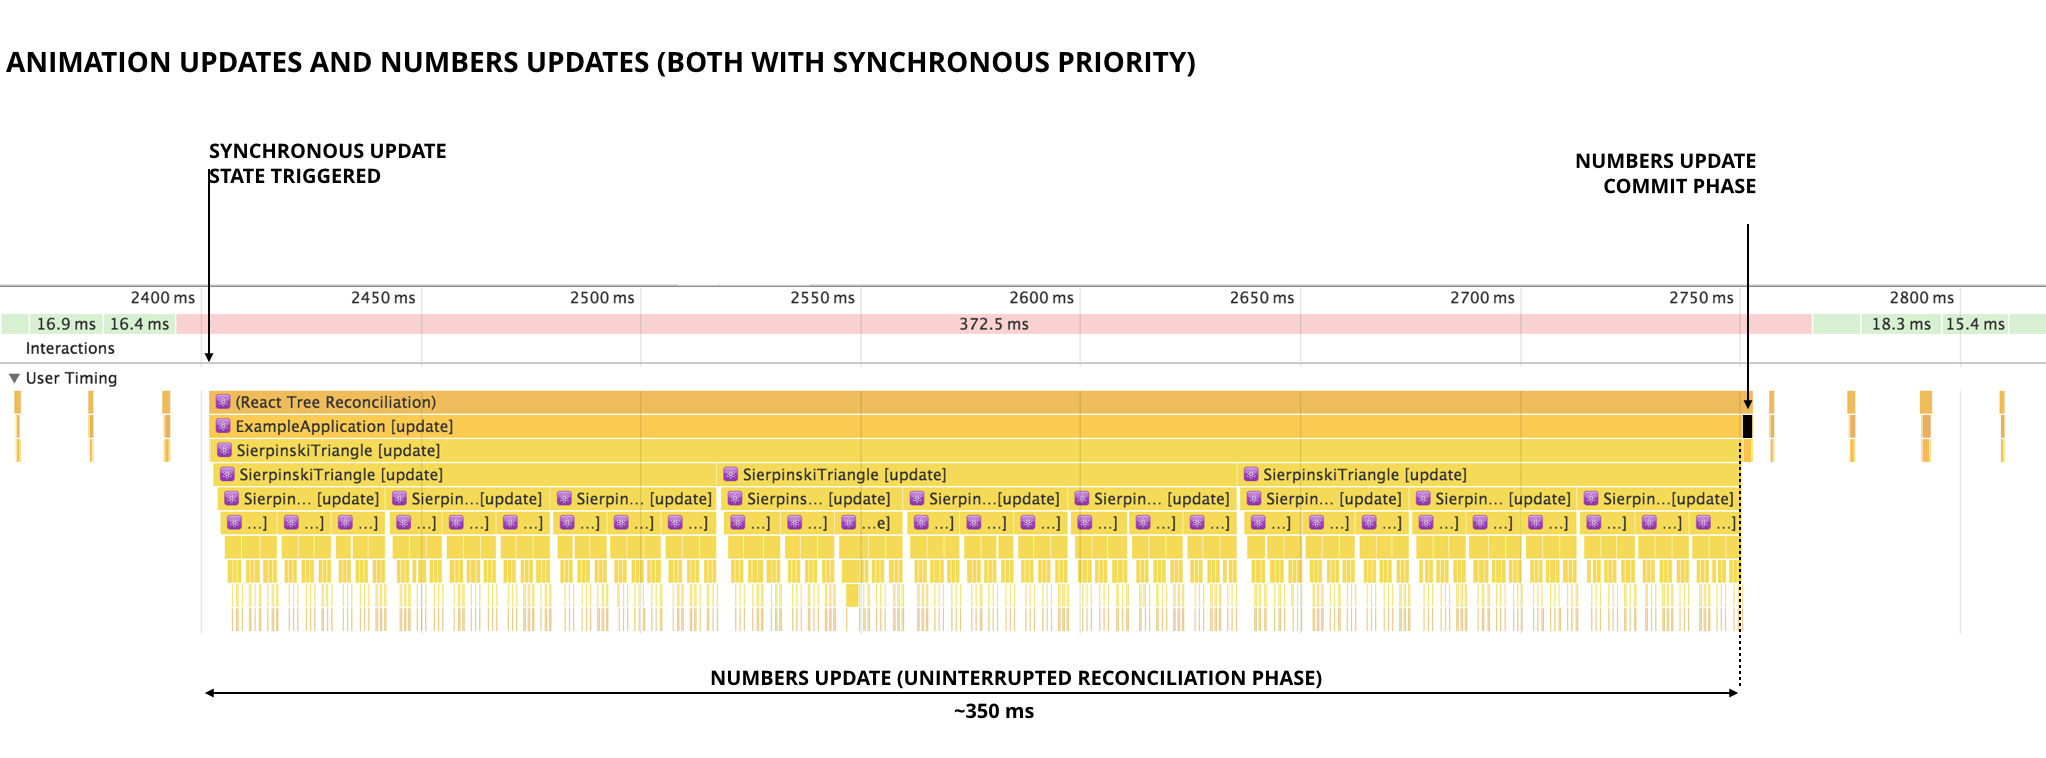 ANIMATION UPDATES AND NUMBERS UPDATES (BOTH WITH SYNCHRONOUS PRIORITY)
SYNCHRONOUS UPDATE
STATE TRIGGERED
NUMBERS UPDATE
COMMIT PHASE
2400 ms 2450 ms 2500 ms 2550 ms 2600 ms 2650 ms 2700 ms 2750 ms 2800 ms
16.9 ms 16.4 ms 372.5 ms 18.3 ms 15.4 ms
Interactions
▼ User Timing
(React Tree Reconciliation)
ExampleApplication [update]
SierpinskiTriangle [update]
SierpinskiTriangle [update] SierpinskiTriangle [update] SierpinskiTriangle [update]
Sierpin... [update] Sierpin...[update] Sierpin... [update] Sierpins... [update] Sierpin...[update] Sierpin... [update] Sierpin... [update] Sierpin... [update] Sierpin...[update]
...] ...] ...] ...] ...] ...] ...] ...] ...] ...] ...] ...e] ...] ...] ...] ...] ...] ...] ...] ...] ...] ...] ...] ...] ...] ...] ...]
NUMBERS UPDATE (UNINTERRUPTED RECONCILIATION PHASE)
~350 ms